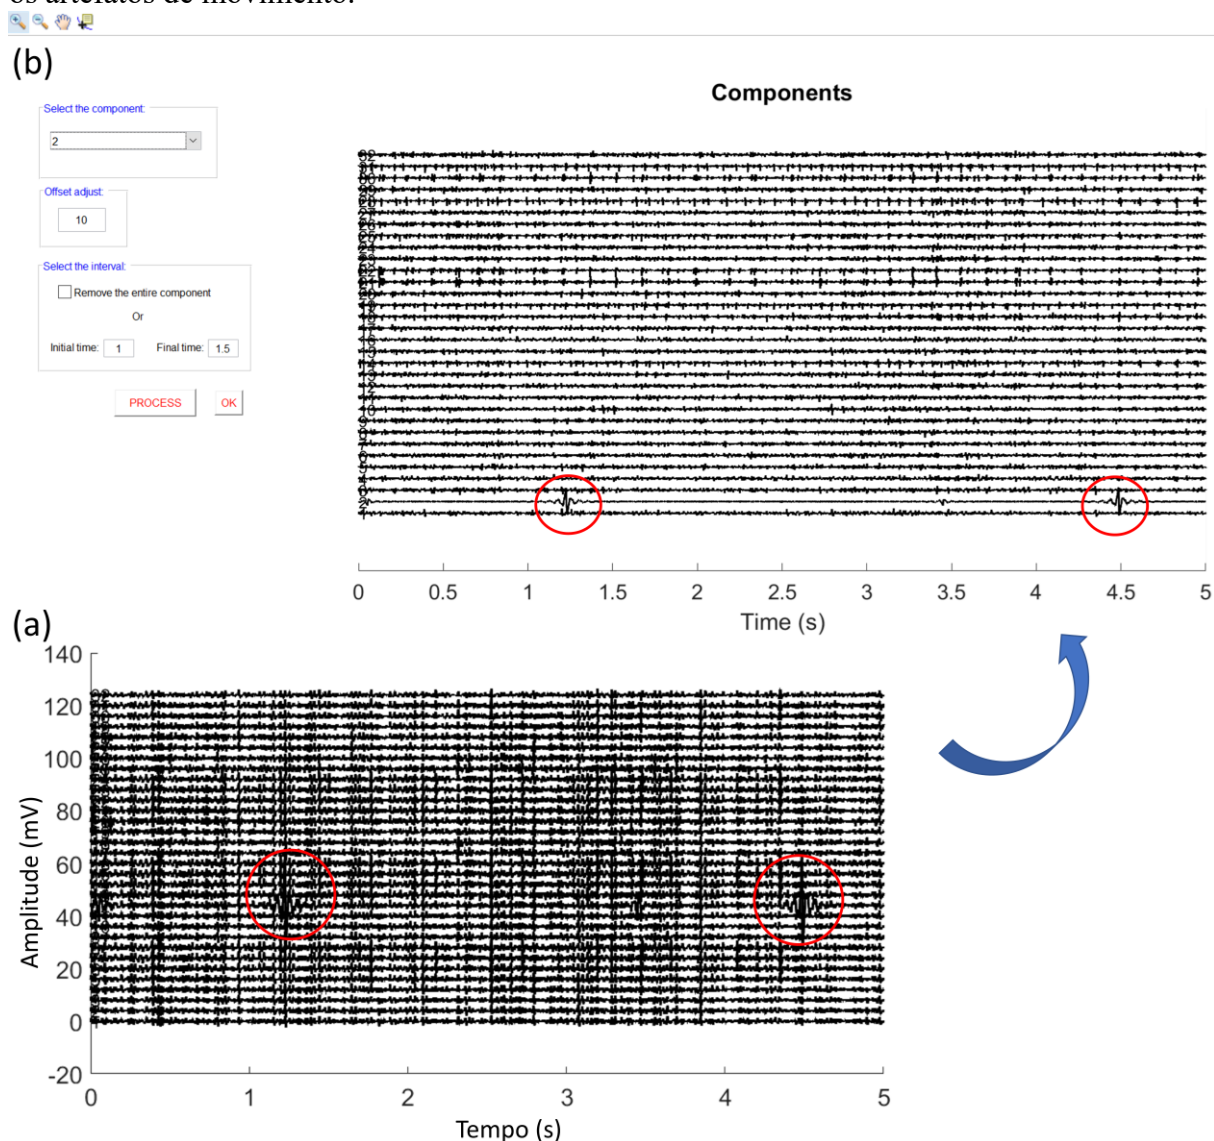 os artefatos de movimento.
(b)
Components
Select the component:
2
Offset adjust:
10
Select the interval:
Remove the entire component
Or
Initial time: 1 Final time: 1.5
PROCESS OK
0 0.5 1 1.5 2 2.5 3 3.5 4 4.5 5
Time (s)
(a)
140
120
100
80
60
40
20
0
-20
Amplitude (mV)
0 1 2 3 4 5
Tempo (s)